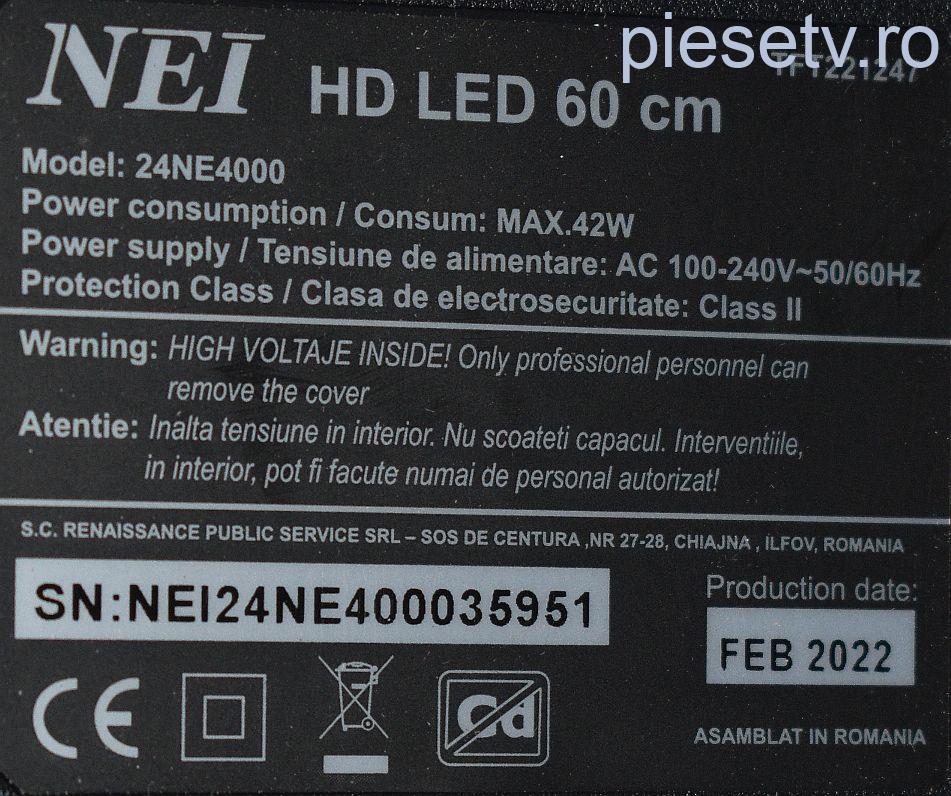 piesetv.ro
NEI
HD LED 60 cm
TFT221247
Model: 24NE4000
Power consumption / Consum: MAX.42W
Power supply / Tensiune de alimentare: AC 100-240V~50/60Hz
Protection Class / Clasa de electrosecuritate: Class II
Warning: HIGH VOLTAJE INSIDE! Only professional personnel can
remove the cover
Atentie: Inalta tensiune in interior. Nu scoateti capacul. Interventiile,
in interior, pot fi facute numai de personal autorizat!
S.C. RENAISSANCE PUBLIC SERVICE SRL – SOS DE CENTURA ,NR 27-28, CHIAJNA , ILFOV, ROMANIA
SN:NEI24NE400035951
Production date:
FEB 2022
CE
Cd
ASAMBLAT IN ROMANIA